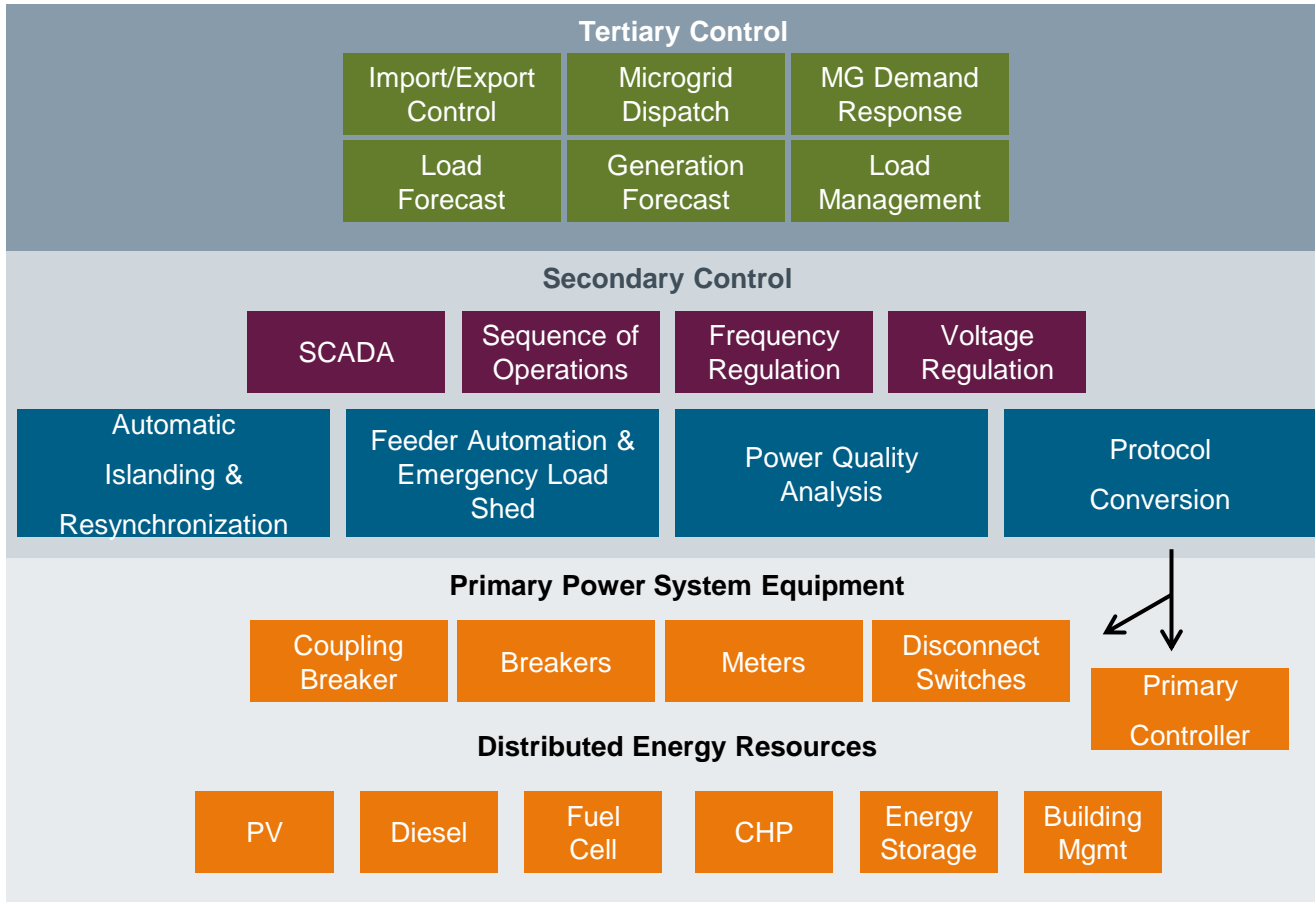 Tertiary Control
Import/Export
Control
Microgrid
Dispatch
MG Demand
Response
Load
Forecast
Generation
Forecast
Load
Management
Secondary Control
SCADA
Sequence of
Operations
Frequency
Regulation
Voltage
Regulation
Automatic
Islanding &
Resynchronization
Feeder Automation &
Emergency Load
Shed
Power Quality
Analysis
Protocol
Conversion
Primary Power System Equipment
Coupling
Breaker
Breakers
Meters
Disconnect
Switches
Primary
Controller
Distributed Energy Resources
PV
Diesel
Fuel
Cell
CHP
Energy
Storage
Building
Mgmt